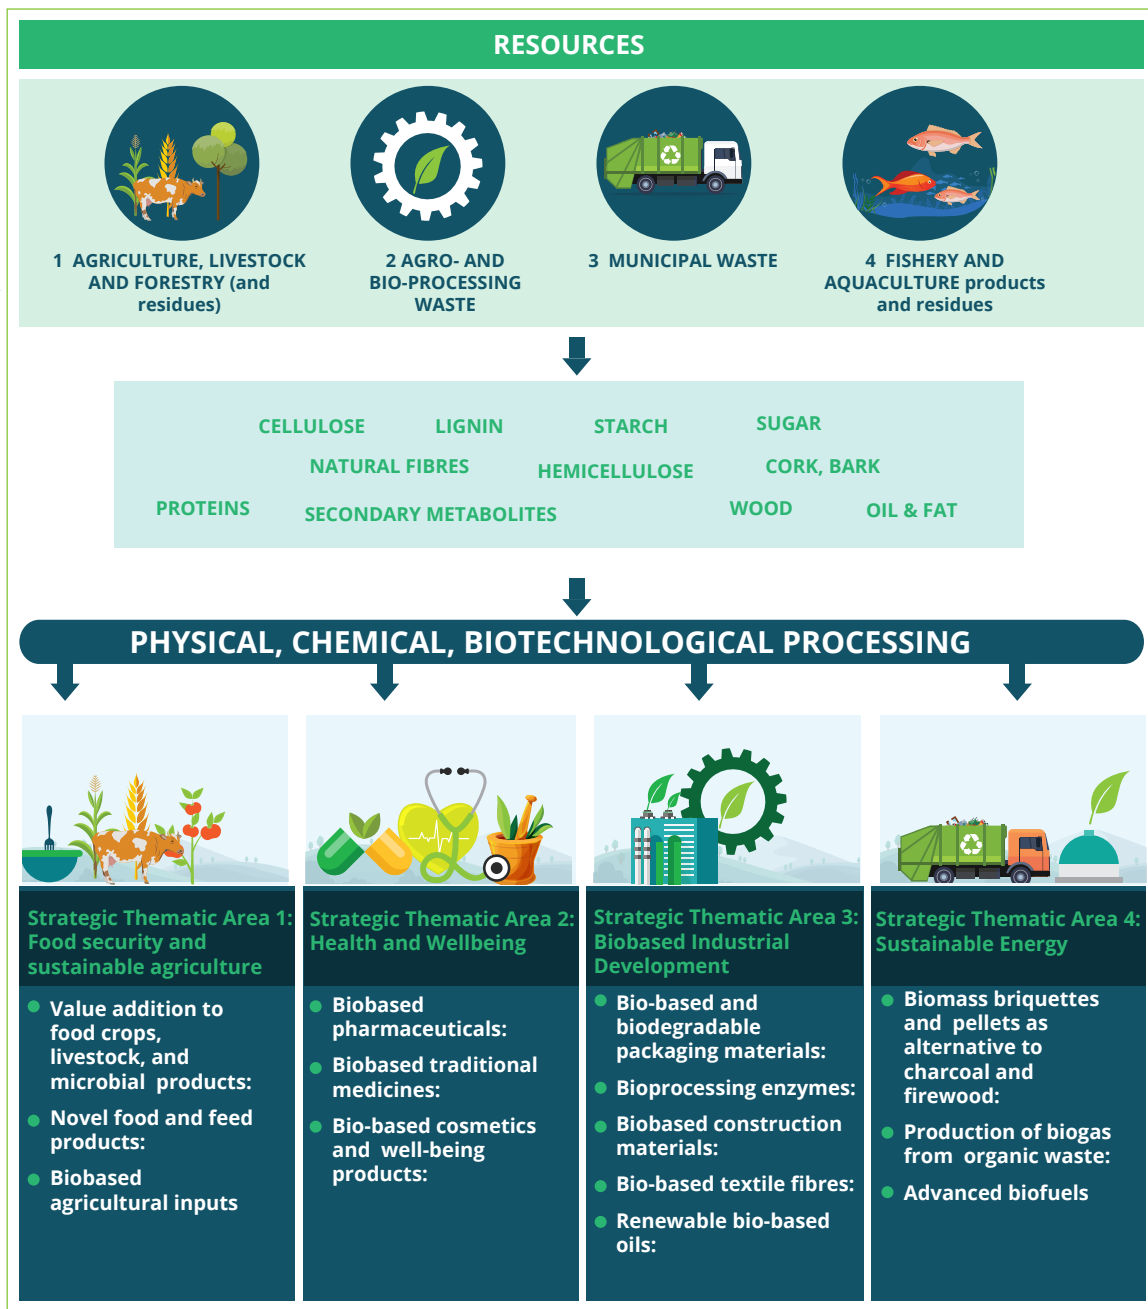 RESOURCES
1 AGRICULTURE, LIVESTOCK
AND FORESTRY (and
residues)
2 AGRO- AND
BIO-PROCESSING
WASTE
3 MUNICIPAL WASTE
4 FISHERY AND
AQUACULTURE products
and residues
CELLULOSE
LIGNIN
STARCH
SUGAR
NATURAL FIBRES
HEMICELLULOSE
CORK, BARK
PROTEINS
SECONDARY METABOLITES
WOOD
OIL & FAT
PHYSICAL, CHEMICAL, BIOTECHNOLOGICAL PROCESSING
Strategic Thematic Area 1:
Food security and
sustainable agriculture
Value addition to
food crops,
livestock, and
microbial products:
Novel food and feed
products:
Biobased
agricultural inputs
Strategic Thematic Area 2:
Health and Wellbeing
Biobased
pharmaceuticals:
Biobased traditional
medicines:
Bio-based cosmetics
and well-being
products:
Strategic Thematic Area 3:
Biobased Industrial
Development
Bio-based and
biodegradable
packaging materials:
Bioprocessing enzymes:
Biobased construction
materials:
Bio-based textile fibres:
Renewable bio-based
oils:
Strategic Thematic Area 4:
Sustainable Energy
Biomass briquettes
and pellets as
alternative to
charcoal and
firewood:
Production of biogas
from organic waste:
Advanced biofuels